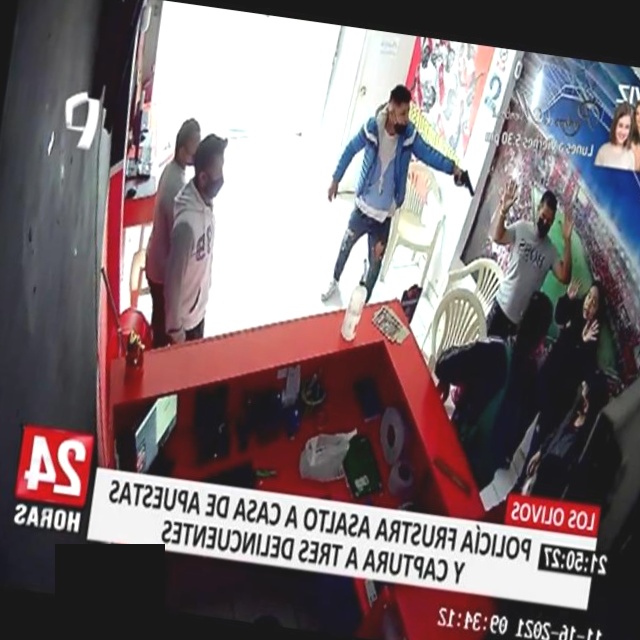 Lunes a Viernes 5:30 pm
LOS OLIVOS
POLICÍA FRUSTRA ASALTO A CASA DE APUESTAS
Y CAPTURA A TRES DELINCUENTES
21:50:27
24
HORAS
11-16-2021 09:34:12